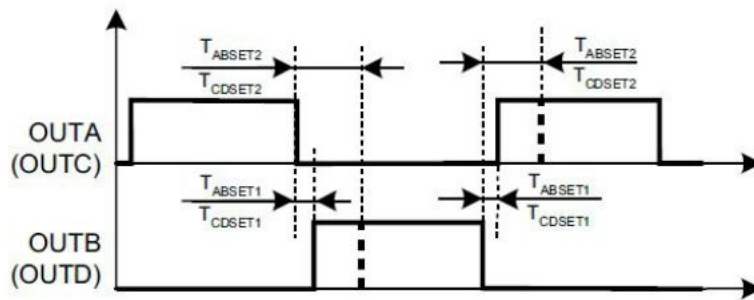 TABSET2
TCDSET2
TABSET2
TCDSET2
OUTA
(OUTC)
TABSET1
TCDSET1
TABSET1
TCDSET1
OUTB
(OUTD)